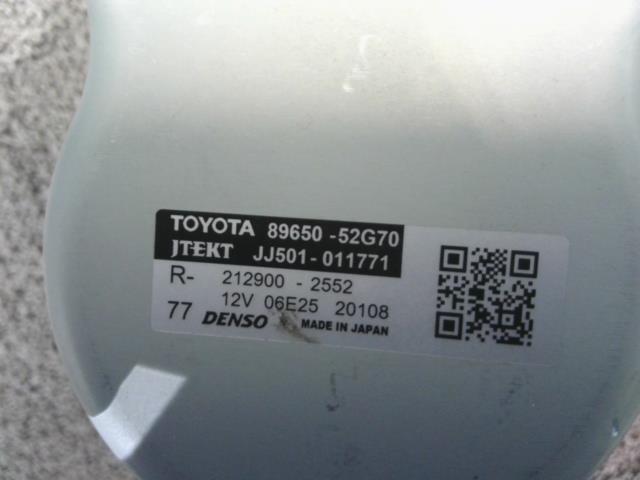 TOYOTA 89650-52G70
JTEKT JJ501-011771
R- 212900-2552
12V 06E25 20108
77 DENSO MADE IN JAPAN